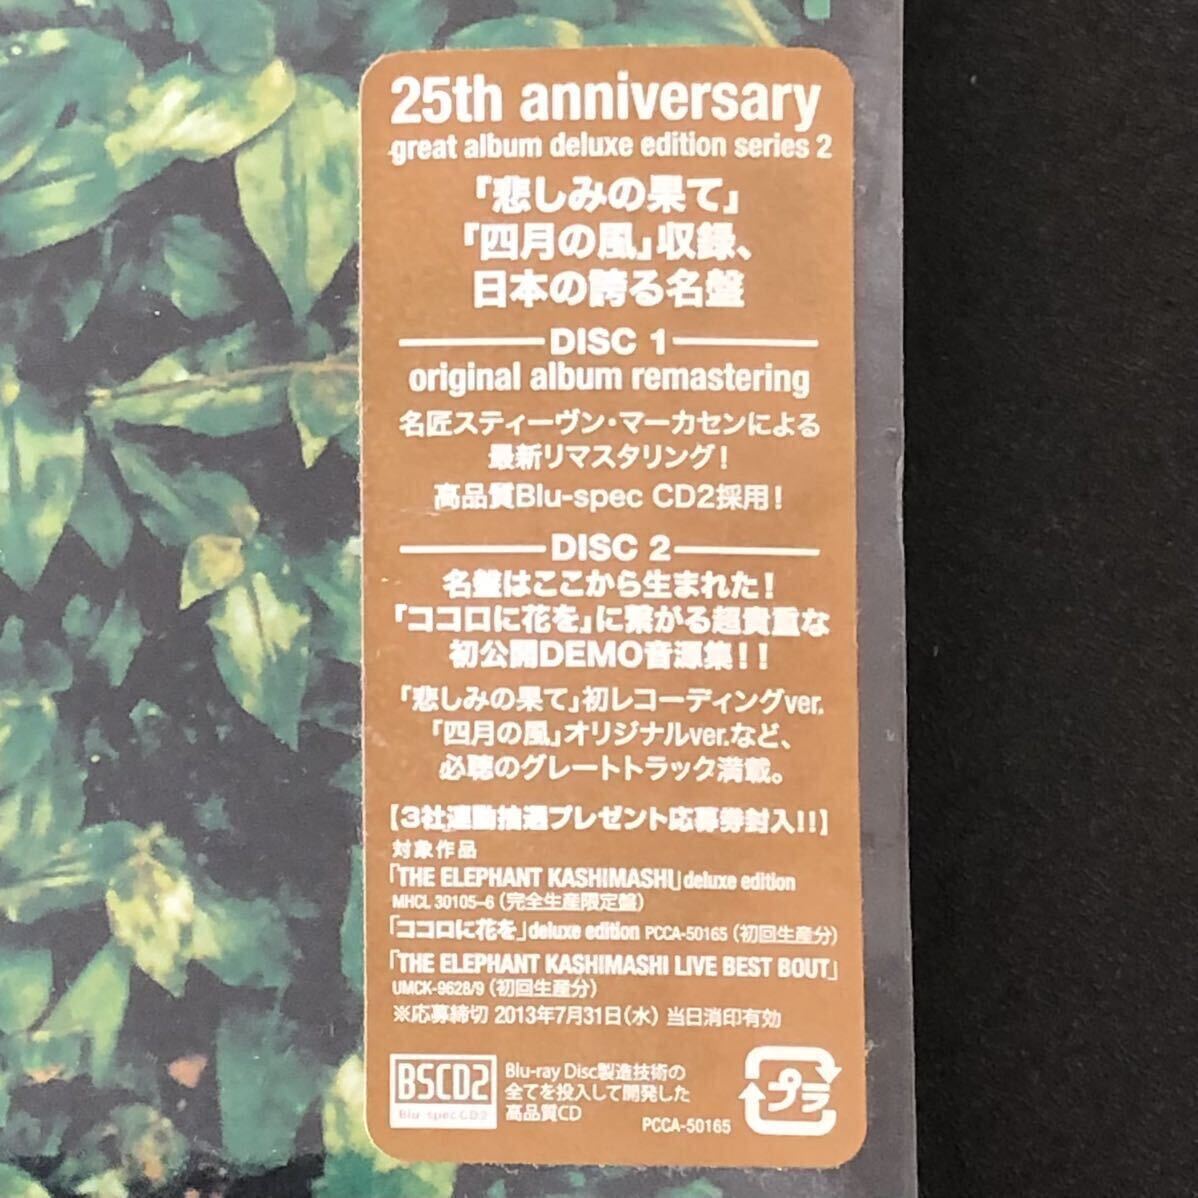 25th anniversary
great album deluxe edition series 2
「悲しみの果て」
「四月の風」収録、
日本の誇る名盤
DISC 1
original album remastering
名匠スティーヴン・マーカセンによる
最新リマスタリング！
高品質Blu-spec CD2採用！
DISC 2
名盤はここから生まれた！
「ココロに花を」に繋がる超貴重な
初公開DEMO音源集！！
「悲しみの果て」初レコーディングver.
「四月の風」オリジナルver.など、
必聴のグレートトラック満載。
【3社連動抽選プレゼント応募券封入!!】
対象作品
「THE ELEPHANT KASHIMASHI」deluxe edition
MHCL 30105-6（完全生産限定盤）
「ココロに花を」deluxe edition PCCA-50165（初回生産分）
「THE ELEPHANT KASHIMASHI LIVE BEST BOUT」
UMCK-9628/9（初回生産分）
※応募締切 2013年7月31日（水）当日消印有効
BSCD2
Blu-spec CD2
Blu-ray Disc製造技術の
全てを投入して開発した
高品質CD
PCCA-50165
プラ